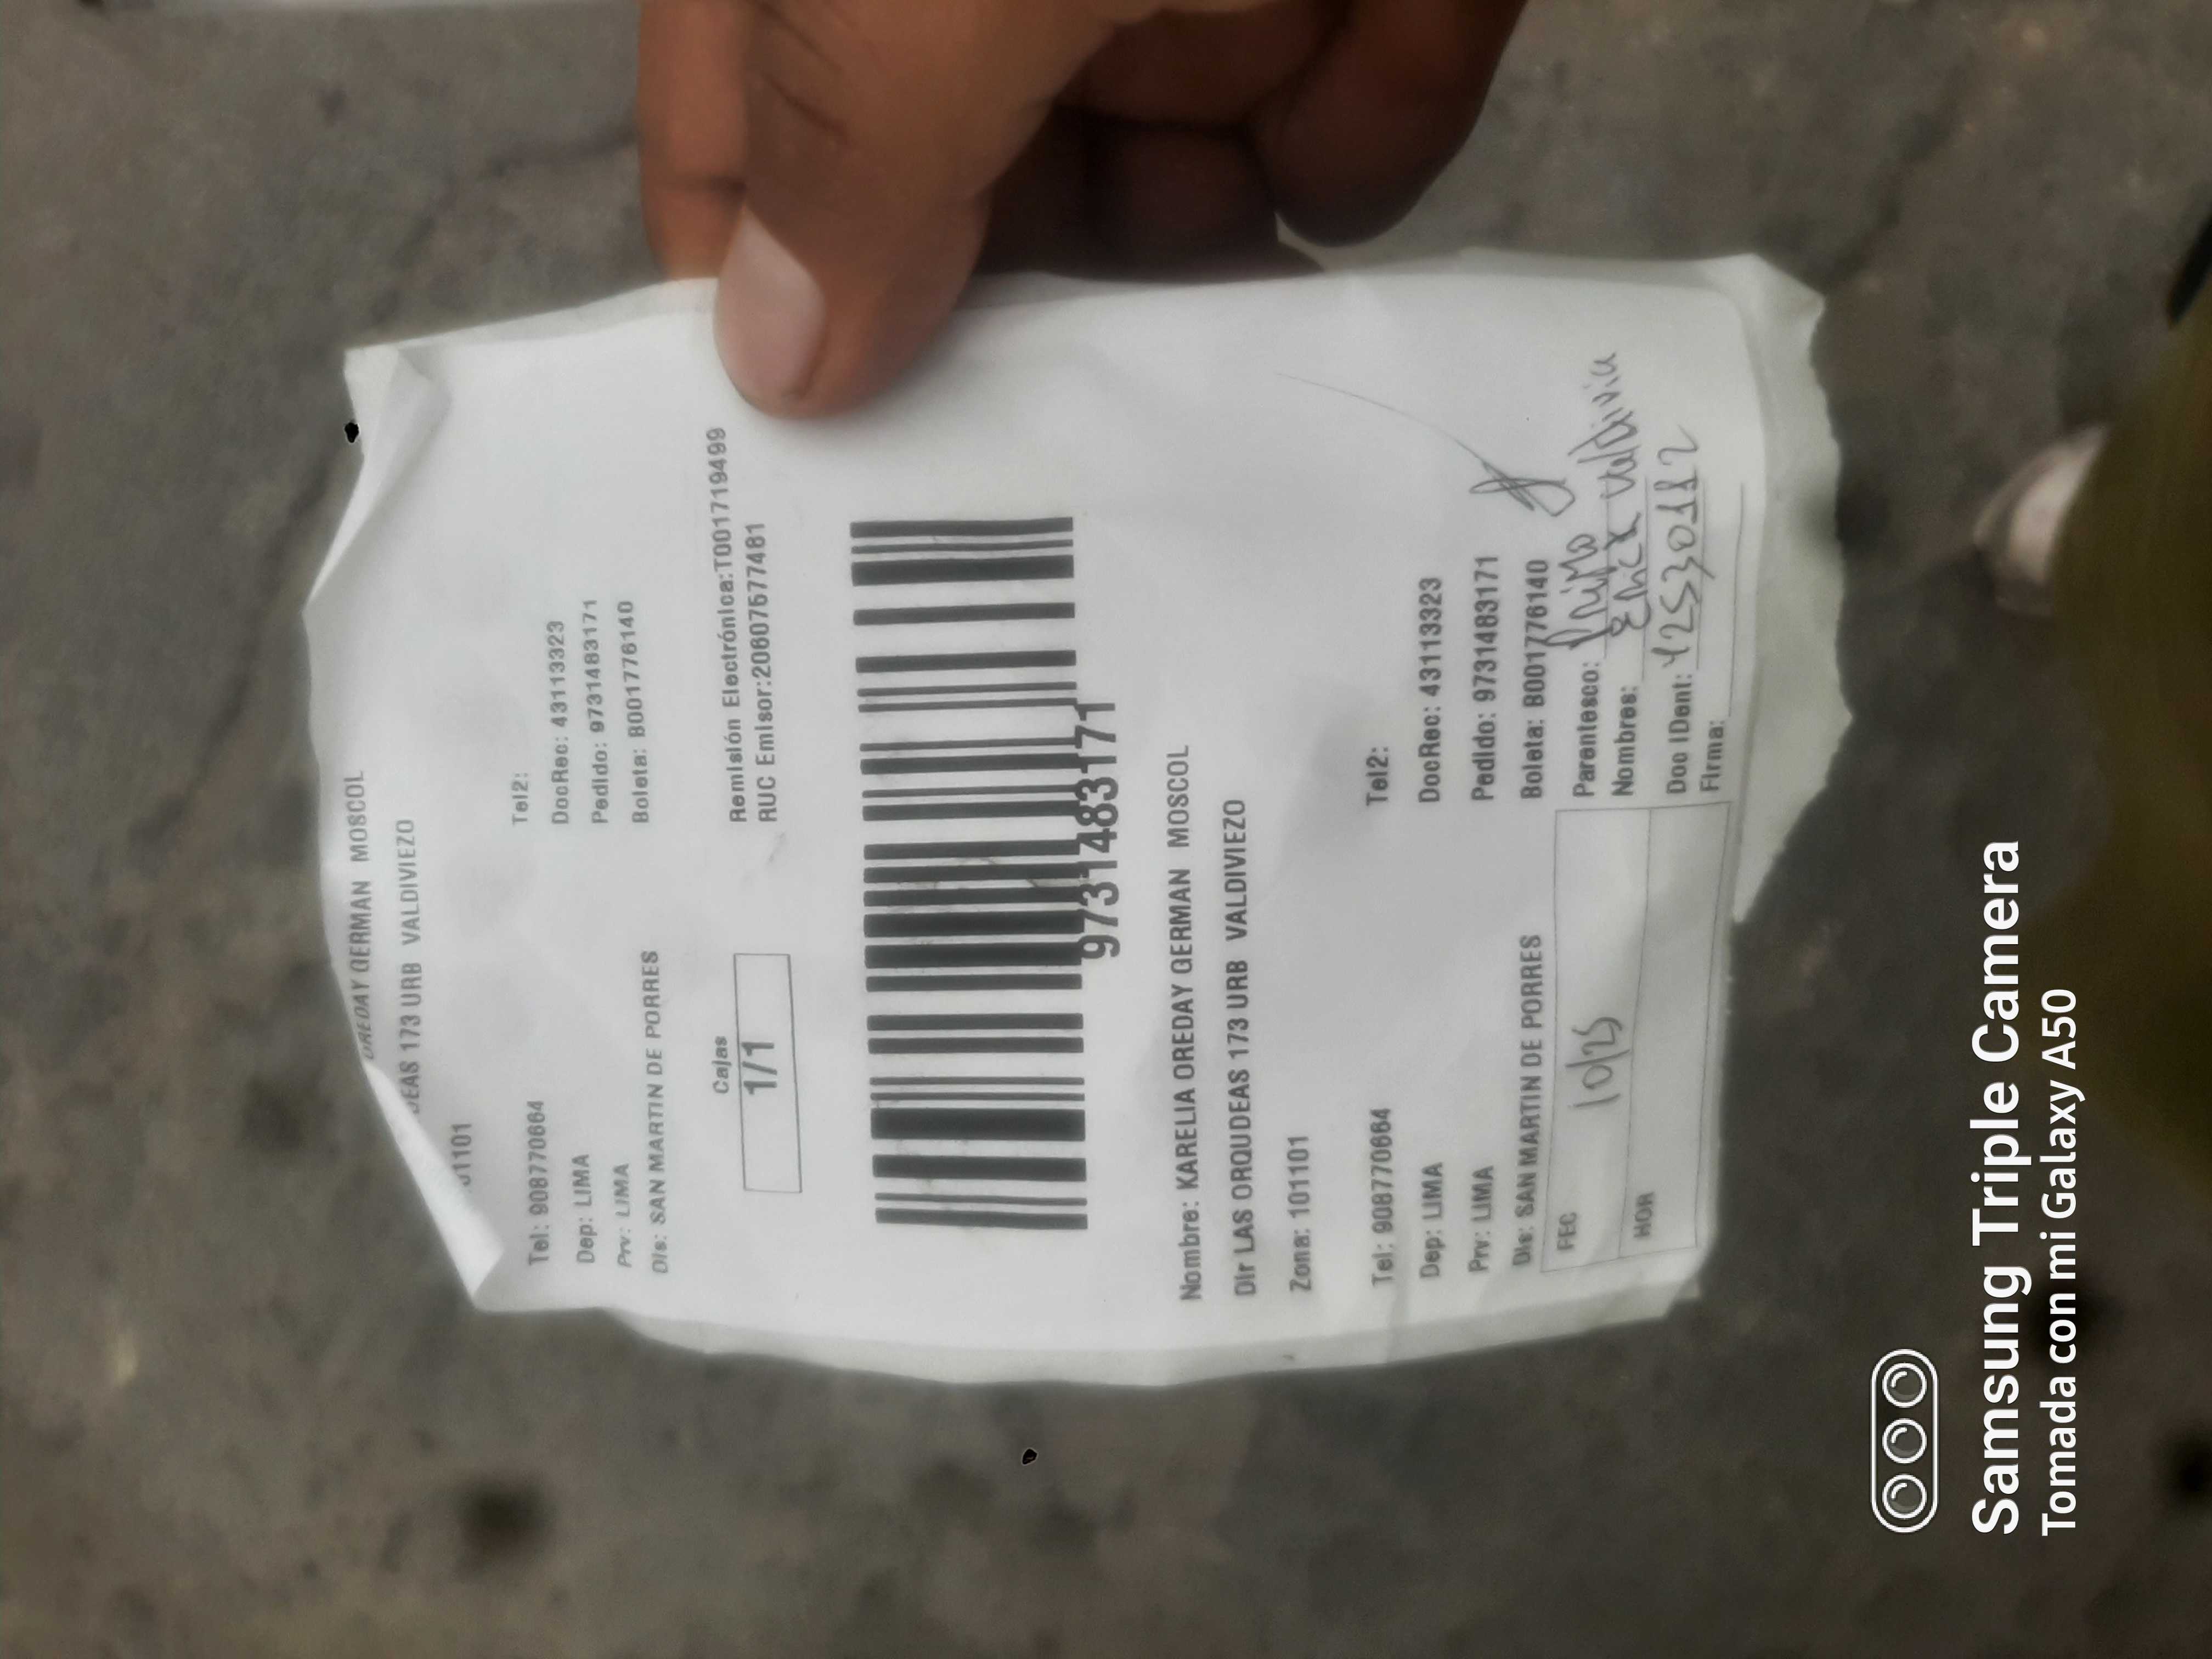 OREDAY GERMAN MOSCOL
DEAS 173 URB VALDIVIEZO
01101
Tel: 908770664 Tel2:
Dep: LIMA DocRec: 43113323
Prv: LIMA Pedido: 9731483171
Dis: SAN MARTIN DE PORRES Boleta: B001776140
Cajas
1/1
Remisión Electrónica:T001719499
RUC Emisor:20607577481
9731483171
Nombre: KARELIA OREDAY GERMAN MOSCOL
Dir LAS ORQUDEAS 173 URB VALDIVIEZO
Zona: 101101
Tel: 908770664 Tel2:
Dep: LIMA DocRec: 43113323
Prv: LIMA Pedido: 9731483171
Dis: SAN MARTIN DE PORRES Boleta: B001776140
FEC 10/25
HOR
Parentesco: Primo
Nombres: Erick Valdivia
Doc IDent: 42530112
Firma:
Samsung Triple Camera
Tomada con mi Galaxy A50